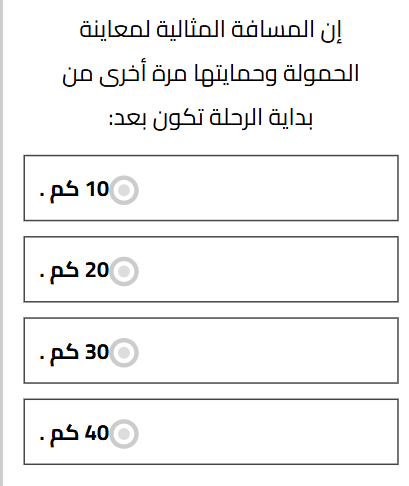 إن المسافة المثالية لمعاينة
الحمولة وحمايتها مرة أخرى من
بداية الرحلة تكون بعد:
10 كم .
20 كم .
30 كم .
40 كم .